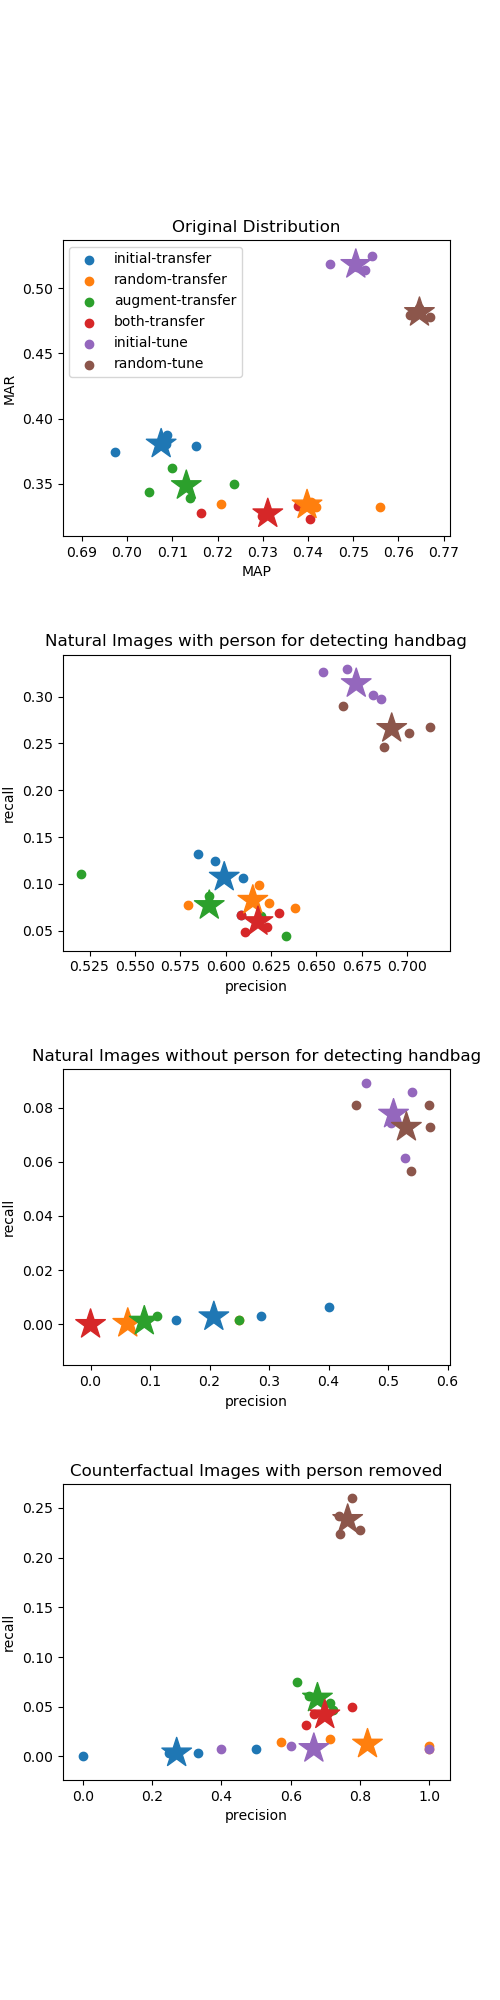 Original Distribution
initial-transfer
random-transfer
augment-transfer
both-transfer
initial-tune
random-tune
MAR
0.50
0.45
0.40
0.35
0.69 0.70 0.71 0.72 0.73 0.74 0.75 0.76 0.77
MAP
Natural Images with person for detecting handbag
recall
0.30
0.25
0.20
0.15
0.10
0.05
0.525 0.550 0.575 0.600 0.625 0.650 0.675 0.700
precision
Natural Images without person for detecting handbag
recall
0.08
0.06
0.04
0.02
0.00
0.0 0.1 0.2 0.3 0.4 0.5 0.6
precision
Counterfactual Images with person removed
recall
0.25
0.20
0.15
0.10
0.05
0.00
0.0 0.2 0.4 0.6 0.8 1.0
precision